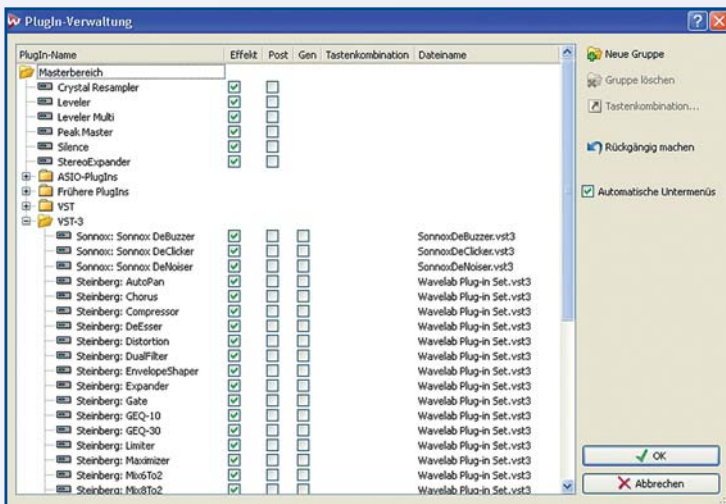 PlugIn-Verwaltung
PlugIn-Name Effekt Post Gen Tastenkombination Dateiname
Masterbereich
Crystal Resampler
Leveler
Leveler Multi
Peak Master
Silence
StereoExpander
ASIO-PlugIns
Frühere PlugIns
VST
VST-3
Sonnox: Sonnox DeBuzzer SonnoxDeBuzzer.vst3
Sonnox: Sonnox DeClicker SonnoxDeClicker.vst3
Sonnox: Sonnox DeNoiser SonnoxDeNoiser.vst3
Steinberg: AutoPan Wavelab Plug-in Set.vst3
Steinberg: Chorus Wavelab Plug-in Set.vst3
Steinberg: Compressor Wavelab Plug-in Set.vst3
Steinberg: DeEsser Wavelab Plug-in Set.vst3
Steinberg: Distortion Wavelab Plug-in Set.vst3
Steinberg: DualFilter Wavelab Plug-in Set.vst3
Steinberg: EnvelopeShaper Wavelab Plug-in Set.vst3
Steinberg: Expander Wavelab Plug-in Set.vst3
Steinberg: Gate Wavelab Plug-in Set.vst3
Steinberg: GEQ-10 Wavelab Plug-in Set.vst3
Steinberg: GEQ-30 Wavelab Plug-in Set.vst3
Steinberg: Limiter Wavelab Plug-in Set.vst3
Steinberg: Maximizer Wavelab Plug-in Set.vst3
Steinberg: Mix6To2 Wavelab Plug-in Set.vst3
Steinberg: Mix8To2 Wavelab Plug-in Set.vst3
Neue Gruppe
Gruppe löschen
Tastenkombination...
Rückgängig machen
Automatische Untermenüs
OK
Abbrechen